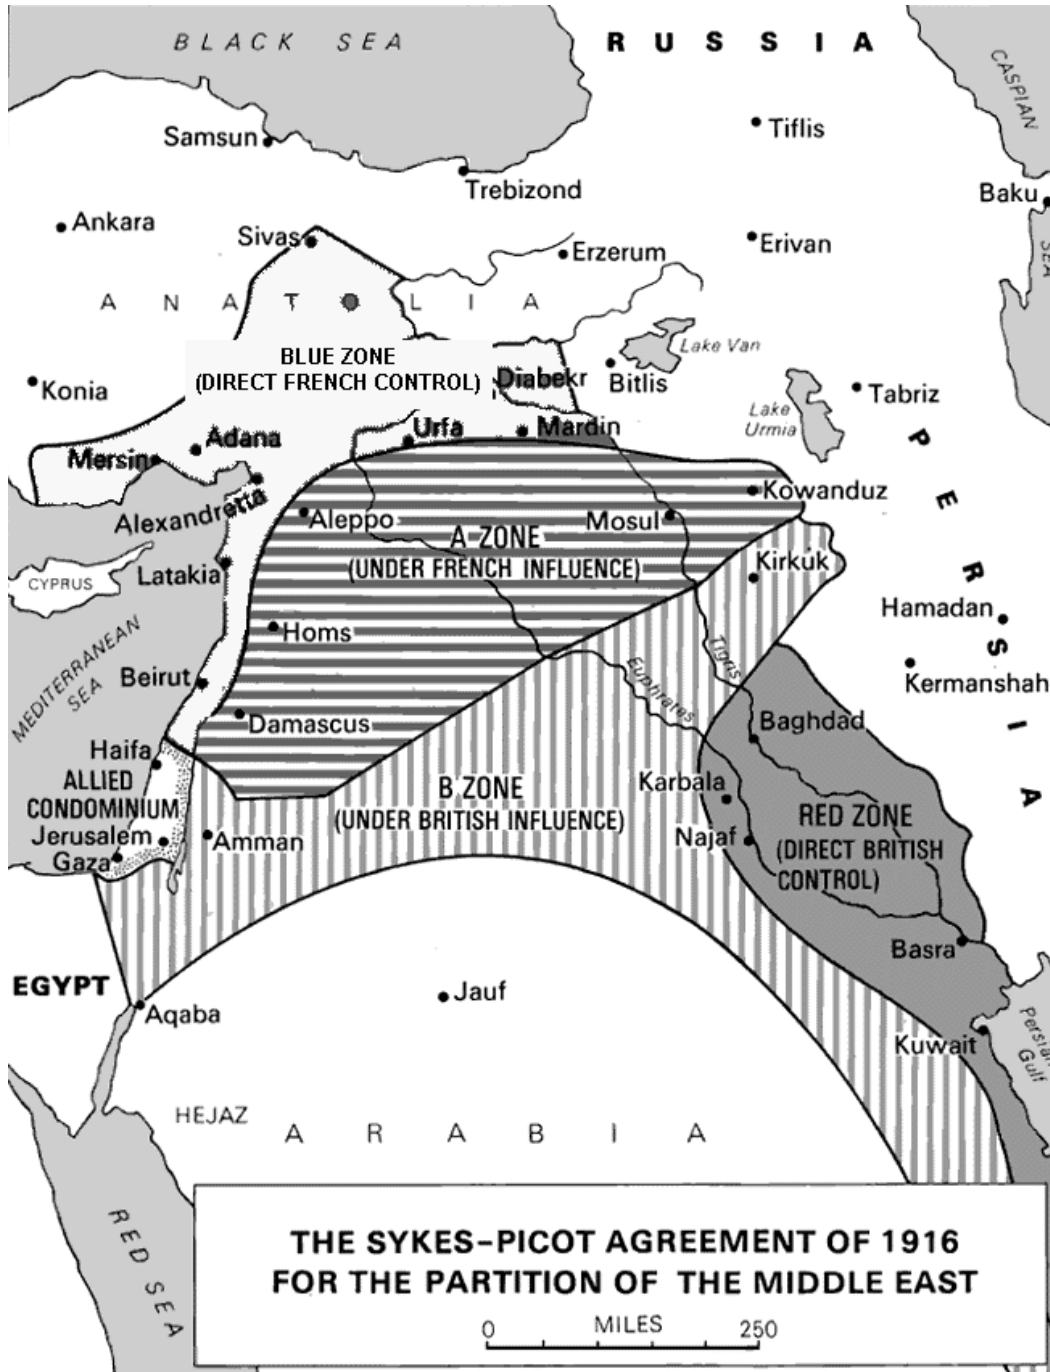 BLACK SEA
RUSSIA
CASPIAN
SEA
Samsun
Tiflis
Trebizond
Baku
Ankara
Sivas
Erivan
Erzerum
ANATOLIA
BLUE ZONE
(DIRECT FRENCH CONTROL)
Lake Van
Diabekr
Bitlis
Konia
Tabriz
Lake
Urmia
PERSIA
Urfa
Mardin
Adana
Mersin
Kowanduz
Alexandretta
Aleppo
Mosul
A ZONE
(UNDER FRENCH INFLUENCE)
Kirkuk
Latakia
CYPRUS
Hamadan
Homs
MEDITERRANEAN
SEA
Tigris
Euphrates
Beirut
Kermanshah
Damascus
Baghdad
Haifa
ALLIED
CONDOMINIUM
Karbala
B ZONE
(UNDER BRITISH INFLUENCE)
RED ZONE
(DIRECT BRITISH
CONTROL)
Jerusalem
Amman
Najaf
Gaza
Basra
EGYPT
Jauf
Aqaba
Kuwait
Persian
Gulf
HEJAZ
ARABIA
RED SEA
THE SYKES-PICOT AGREEMENT OF 1916
FOR THE PARTITION OF THE MIDDLE EAST
0 MILES 250